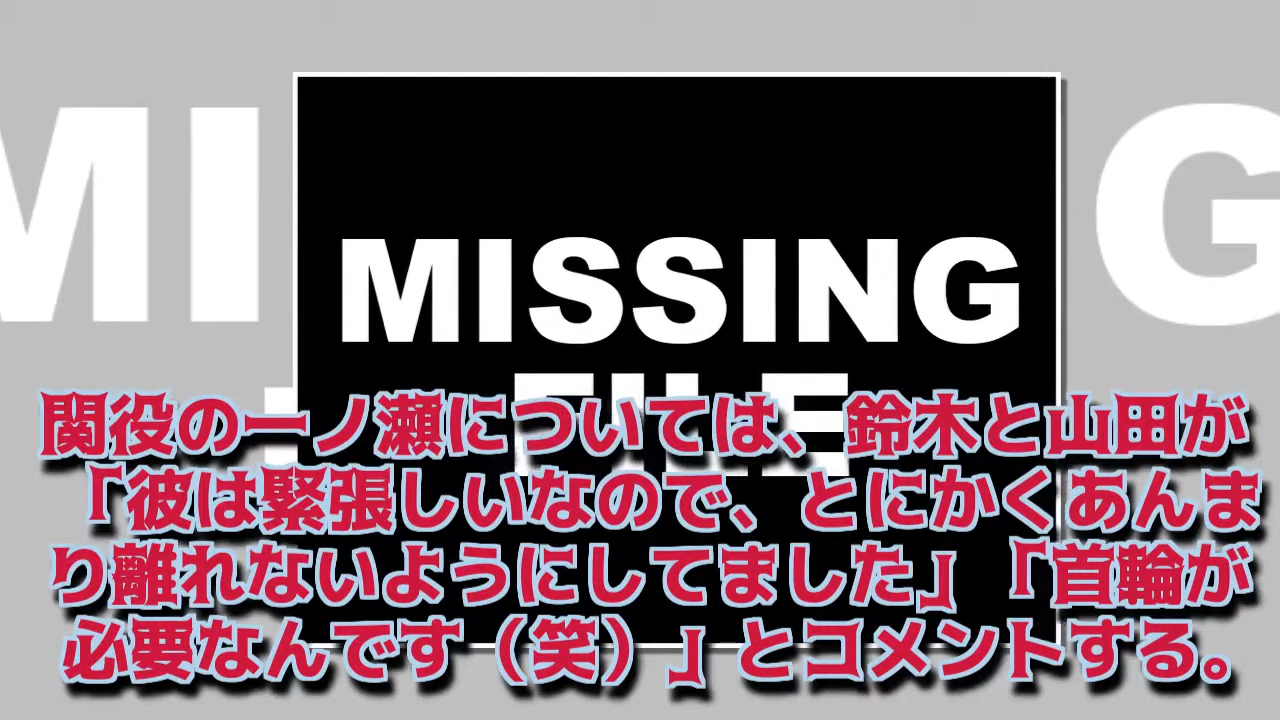 MISSING
FILE
関役の一ノ瀬については、鈴木と山田が
「彼は緊張しいなので、とにかくあんま
り離れないようにしてました」「首輪が
必要なんです（笑）」とコメントする。